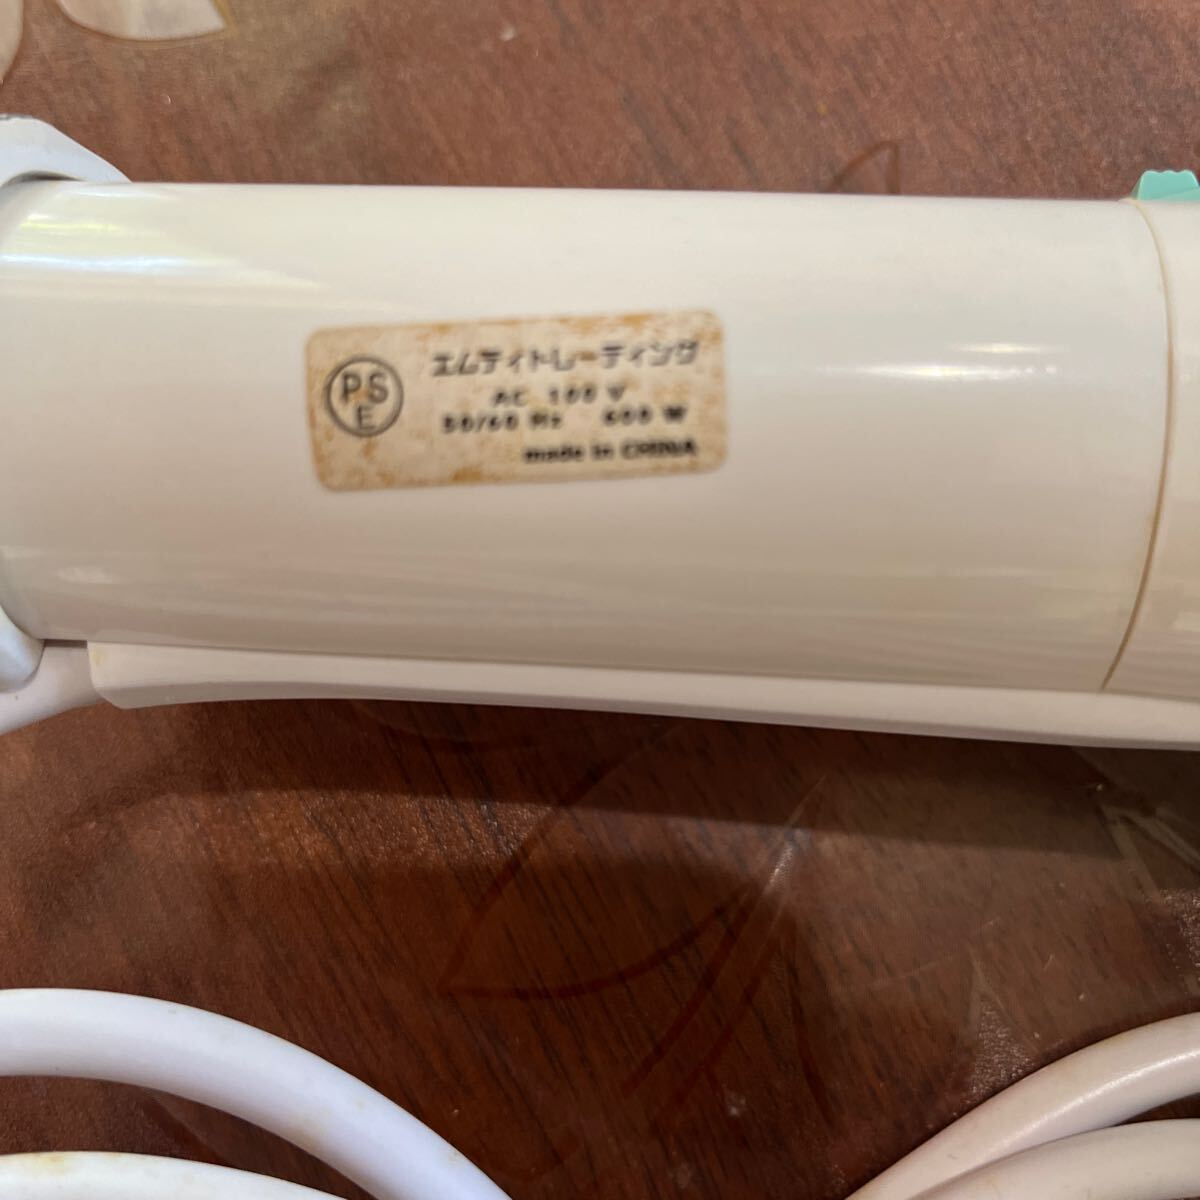 PS
E
エムティトレーディング
AC 100 V
50/60 Hz 600 W
made in CHINA